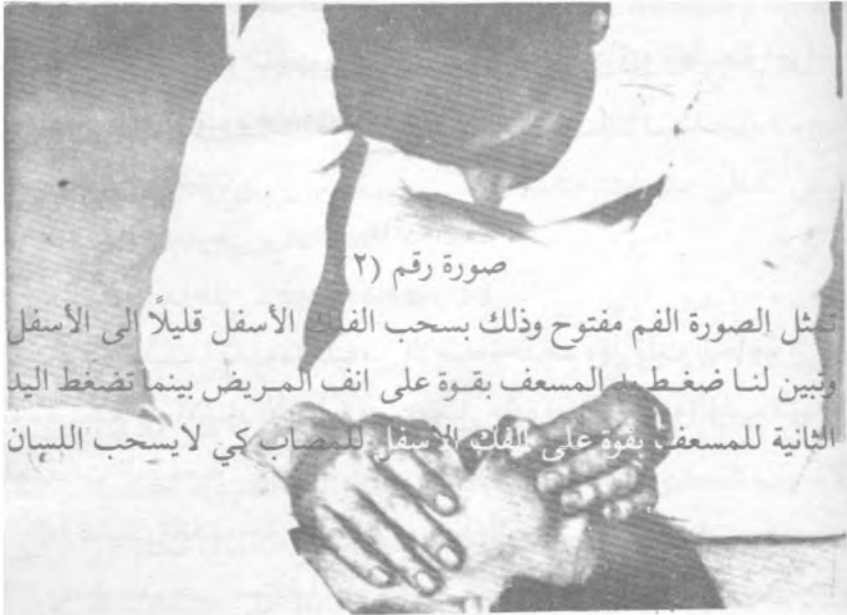 صورة رقم (٢
تمثل الصورة الفم مفتوح وذلك بسحب الفك الأسفل قليلاً الى الأسفل
وتبين لنا ضغط يد المسعف بقوة على انف المريض بينما تضغط اليد
الثانية للمسعف بقوة على الفك الأسفل للمصاب كي لايسحب اللسان